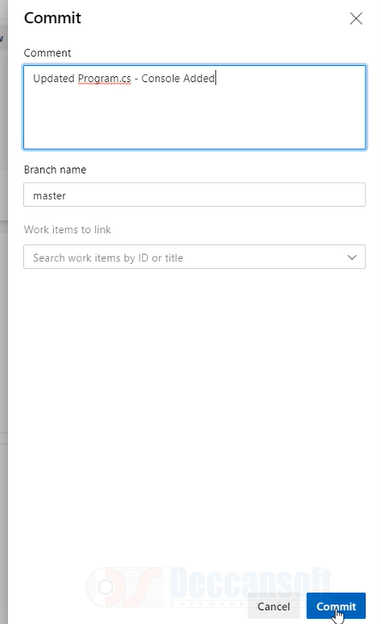 Commit
Comment
Updated Program.cs - Console Added
Branch name
master
Work items to link
Search work items by ID or title
Deccansoft
Cancel
Commit